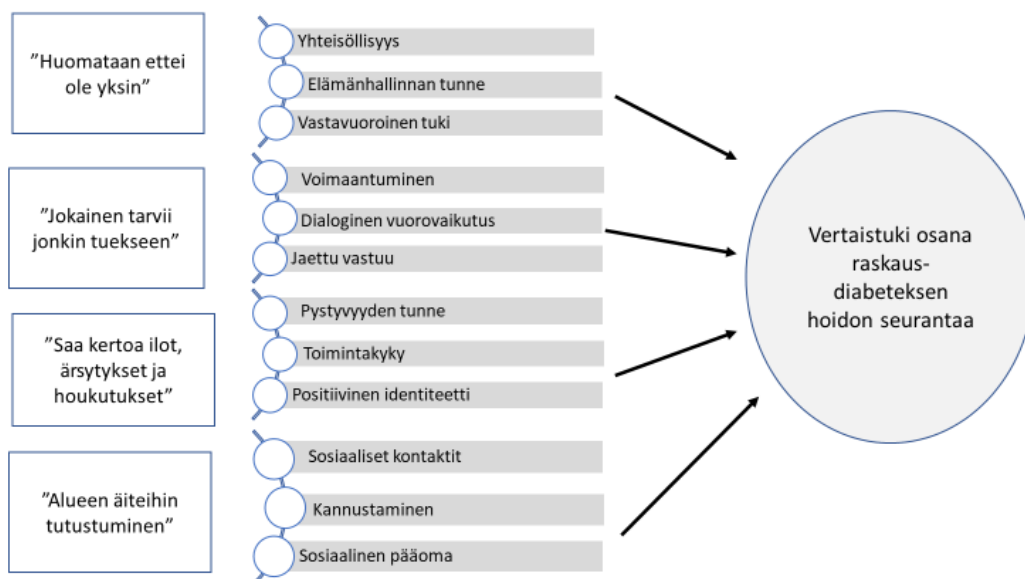 ”Huomataan ettei
ole yksin”
Yhteisöllisyys
Elämänhallinnan tunne
Vastavuoroinen tuki
”Jokainen tarvii
jonkin tuekseen”
Voimaantuminen
Dialoginen vuorovaikutus
Jaettu vastuu
”Saa kertoa ilot,
ärsytykset ja
houkutukset”
Pystyvyyden tunne
Toimintakyky
Positiivinen identiteetti
”Alueen äiteihin
tutustuminen”
Sosiaaliset kontaktit
Kannustaminen
Sosiaalinen pääoma
Vertaistuki osana
raskaus-
diabeteksen
hoidon seurantaa